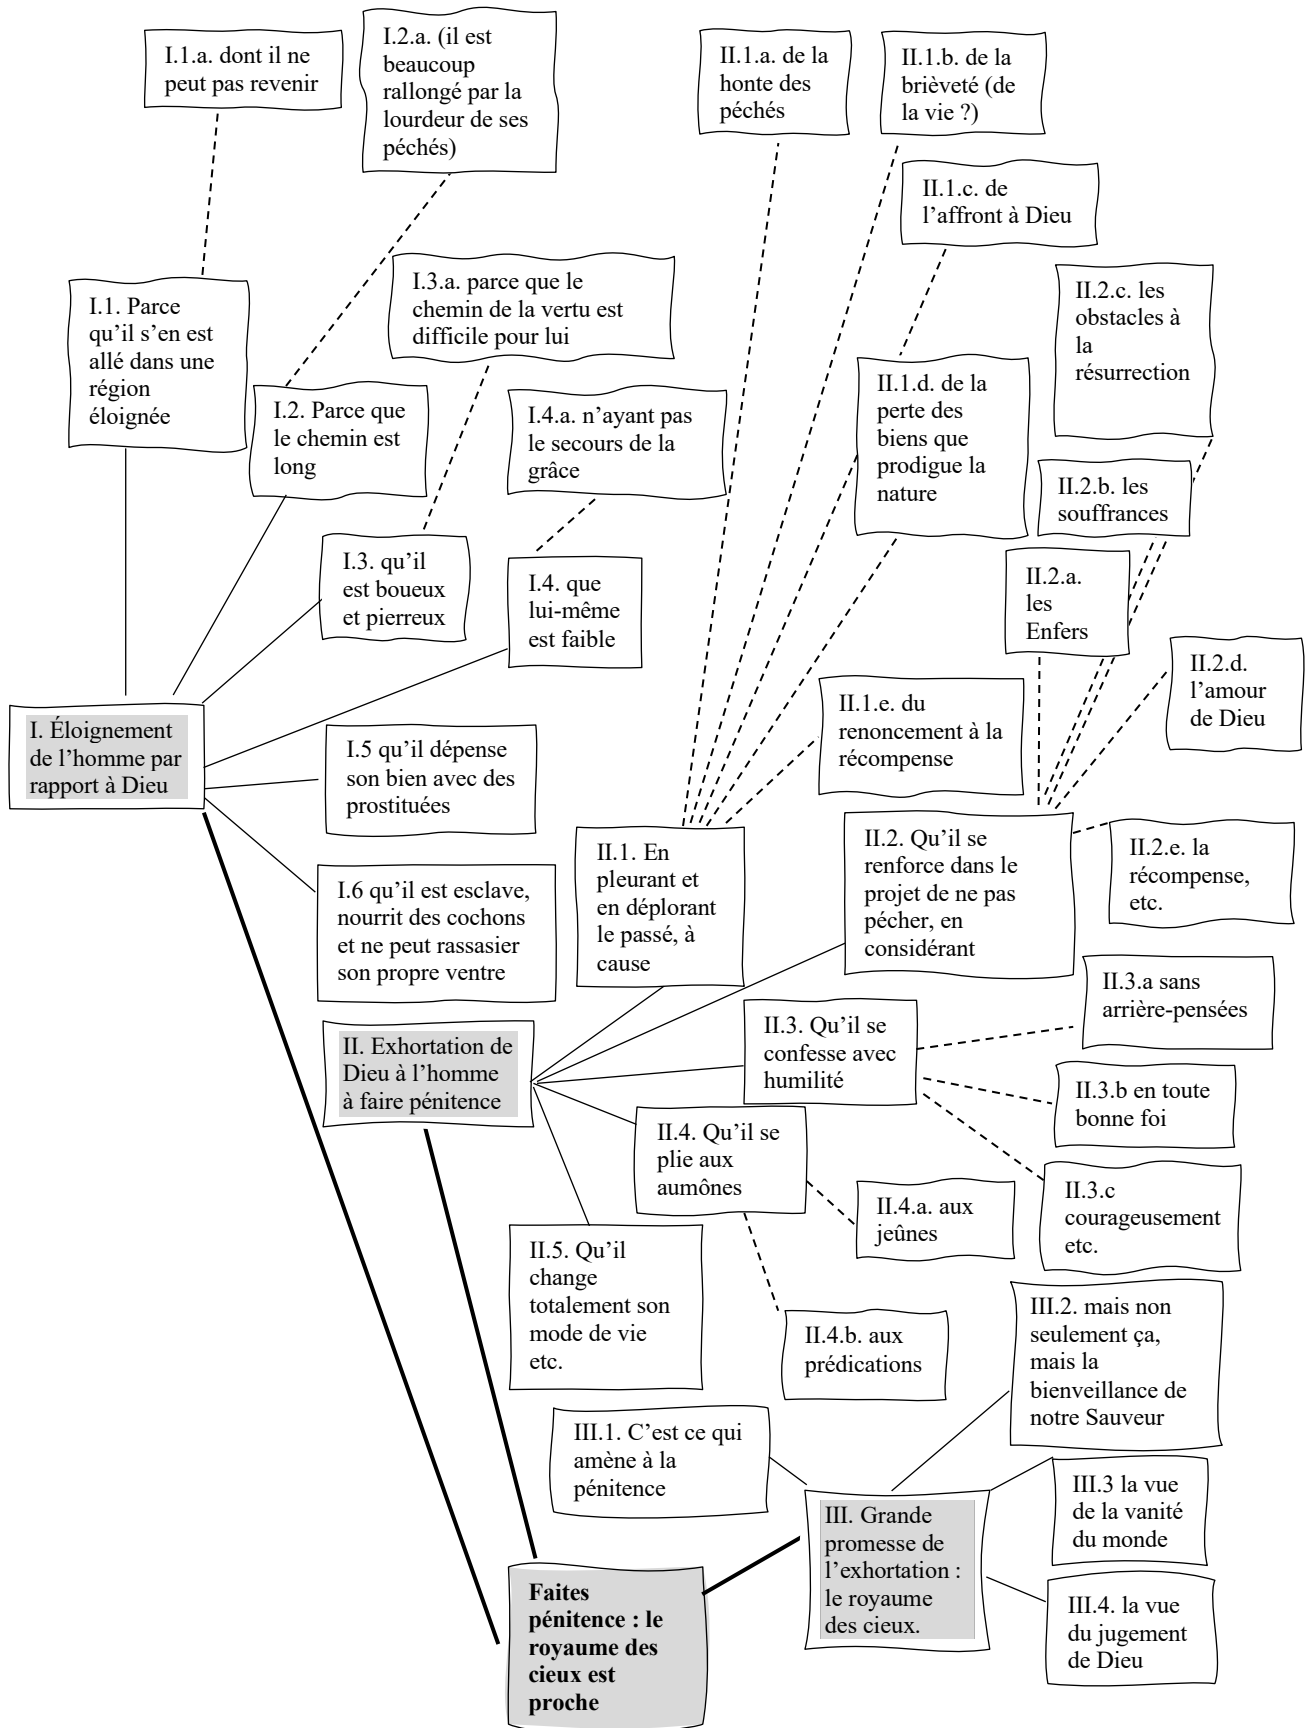 I.1.a. dont il ne
peut pas revenir
I.2.a. (il est
beaucoup
rallongé par la
lourdeur de ses
péchés)
II.1.a. de la
honte des
péchés
II.1.b. de la
brièveté (de
la vie ?)
II.1.c. de
l’affront à Dieu
I.1. Parce
qu’il s’en est
allé dans une
région
éloignée
I.3.a. parce que le
chemin de la vertu est
difficile pour lui
II.2.c. les
obstacles à
la
résurrection
I.2. Parce que
le chemin est
long
I.4.a. n’ayant pas
le secours de la
grâce
II.1.d. de la
perte des
biens que
prodigue la
nature
II.2.b. les
souffrances
I.3. qu’il
est boueux
et pierreux
I.4. que
lui-même
est faible
II.2.a.
les
Enfers
II.2.d.
l’amour
de Dieu
I. Éloignement
de l’homme par
rapport à Dieu
I.5 qu’il dépense
son bien avec des
prostituées
II.1.e. du
renoncement à la
récompense
I.6 qu’il est esclave,
nourrit des cochons
et ne peut rassasier
son propre ventre
II.1. En
pleurant et
en déplorant
le passé, à
cause
II.2. Qu’il se
renforce dans le
projet de ne pas
pécher, en
considérant
II.2.e. la
récompense,
etc.
II. Exhortation de
Dieu à l’homme
à faire pénitence
II.3. Qu’il se
confesse avec
humilité
II.3.a sans
arrière-pensées
II.3.b en toute
bonne foi
II.4. Qu’il se
plie aux
aumônes
II.4.a. aux
jeûnes
II.3.c
courageusement
etc.
II.5. Qu’il
change
totalement son
mode de vie
etc.
II.4.b. aux
prédications
III.2. mais non
seulement ça,
mais la
bienveillance de
notre Sauveur
III.1. C’est ce qui
amène à la
pénitence
III. Grande
promesse de
l’exhortation :
le royaume
des cieux.
III.3 la vue
de la vanité
du monde
III.4. la vue
du jugement
de Dieu
Faites
pénitence : le
royaume des
cieux est
proche